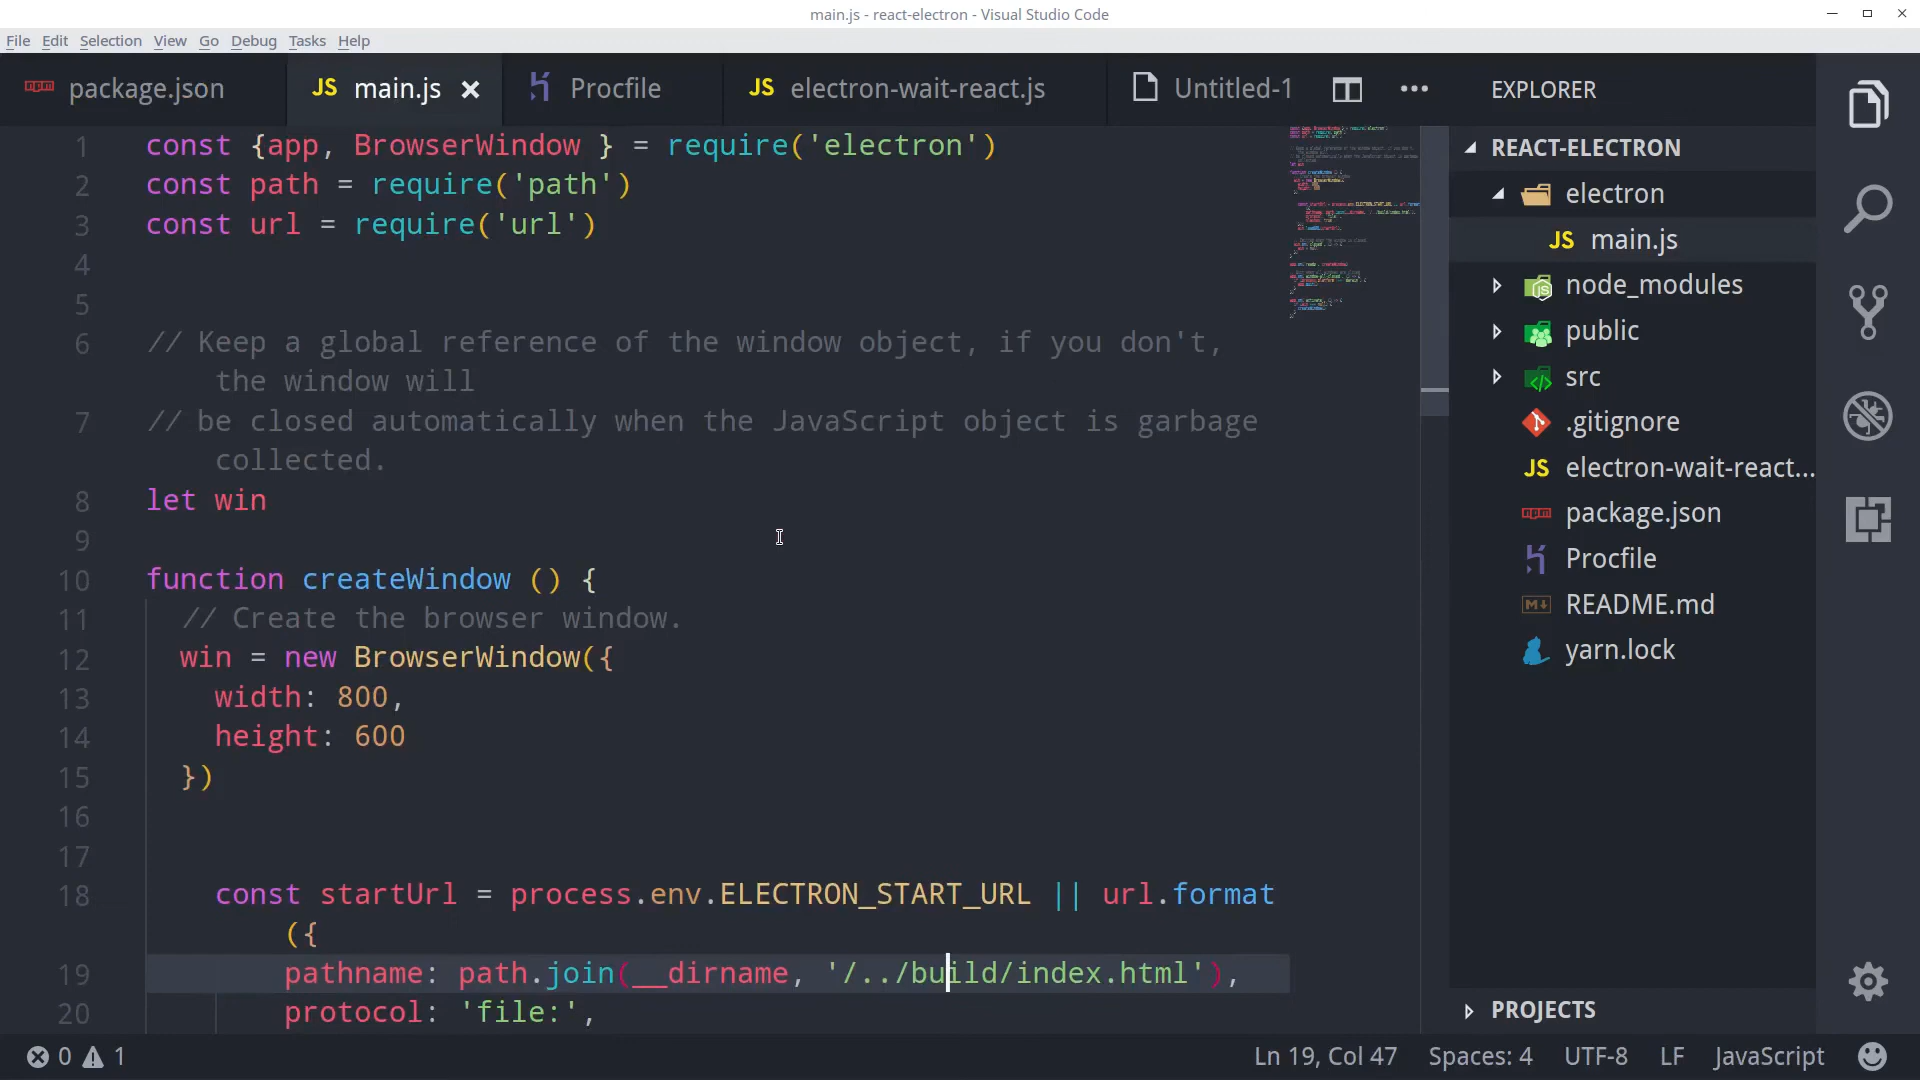 main.js - react-electron - Visual Studio Code
File Edit Selection View Go Debug Tasks Help
package.json
JS main.js
Procfile
JS electron-wait-react.js
Untitled-1
EXPLORER
1 const {app, BrowserWindow } = require('electron')
2 const path = require('path')
3 const url = require('url')
4
5
6 // Keep a global reference of the window object, if you don't,
the window will
7 // be closed automatically when the JavaScript object is garbage
collected.
8 let win
9
10 function createWindow () {
11 // Create the browser window.
12 win = new BrowserWindow({
13 width: 800,
14 height: 600
15 })
16
17
18 const startUrl = process.env.ELECTRON_START_URL || url.format
({
19 pathname: path.join(__dirname, '/../build/index.html'),
20 protocol: 'file:',
REACT-ELECTRON
electron
JS main.js
node_modules
public
src
.gitignore
JS electron-wait-react...
package.json
Procfile
README.md
yarn.lock
PROJECTS
0 1
Ln 19, Col 47 Spaces: 4 UTF-8 LF JavaScript